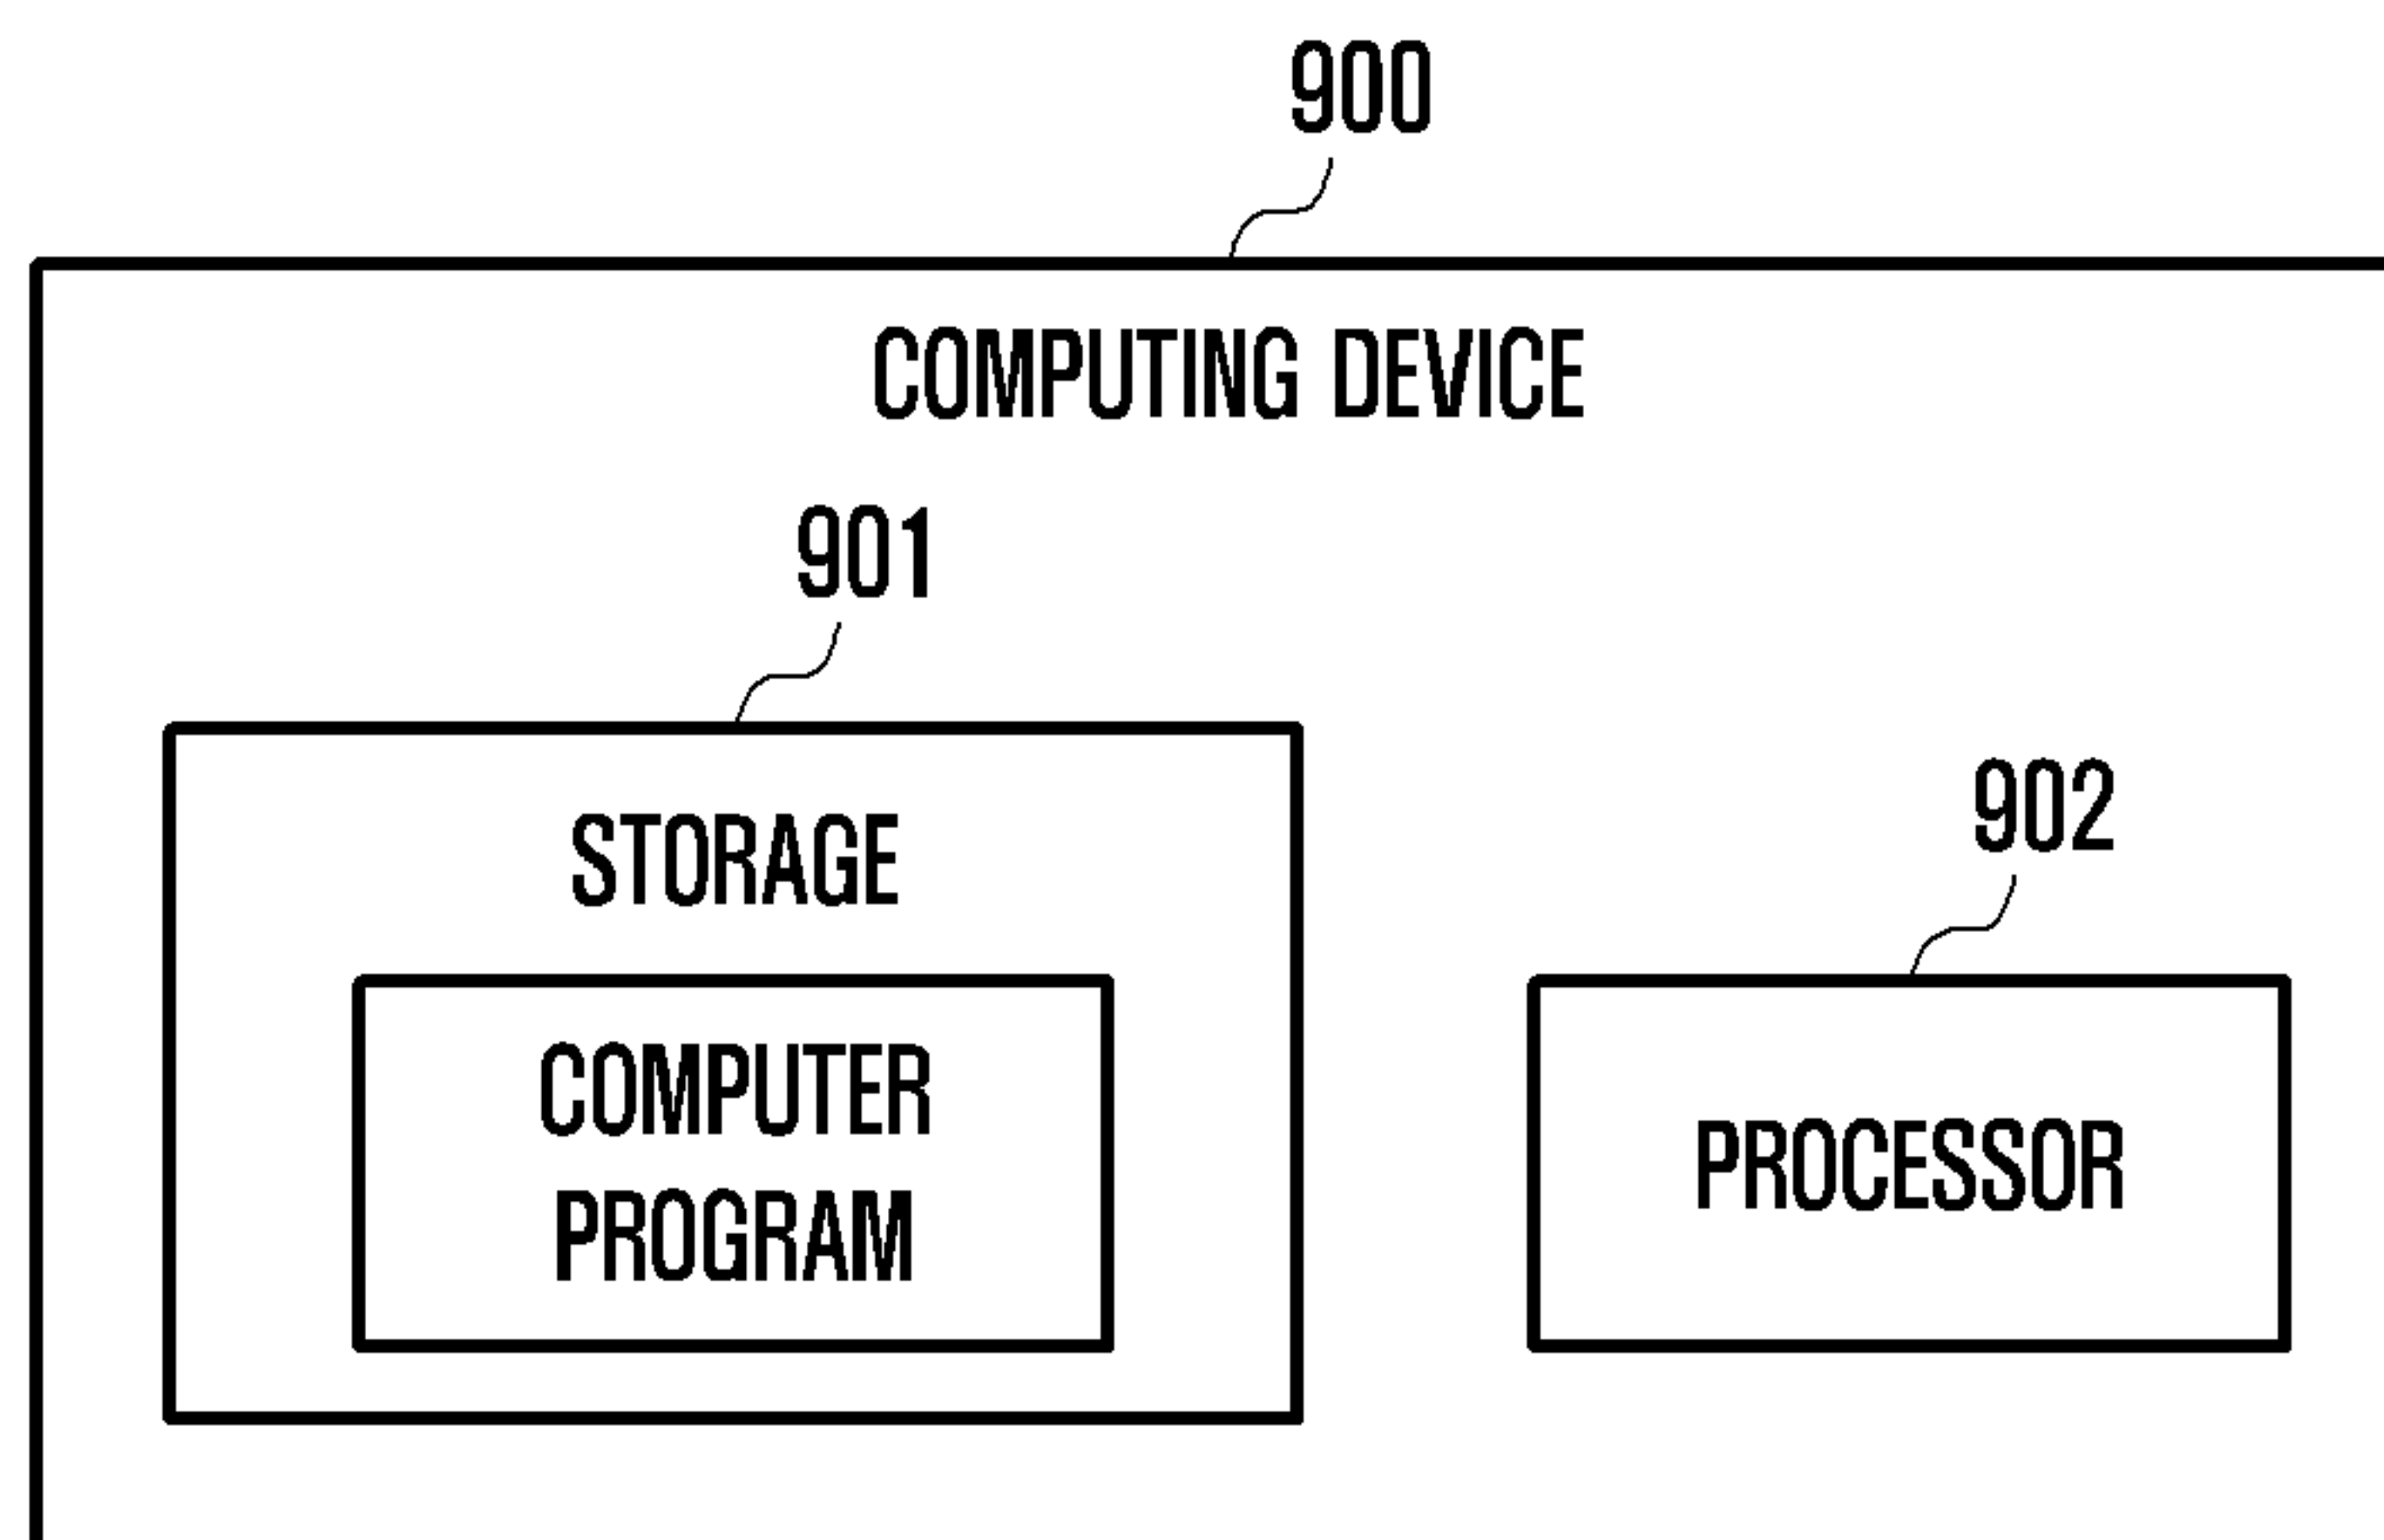 900
COMPUTING DEVICE
901
STORAGE
COMPUTER
PROGRAM
902
PROCESSOR